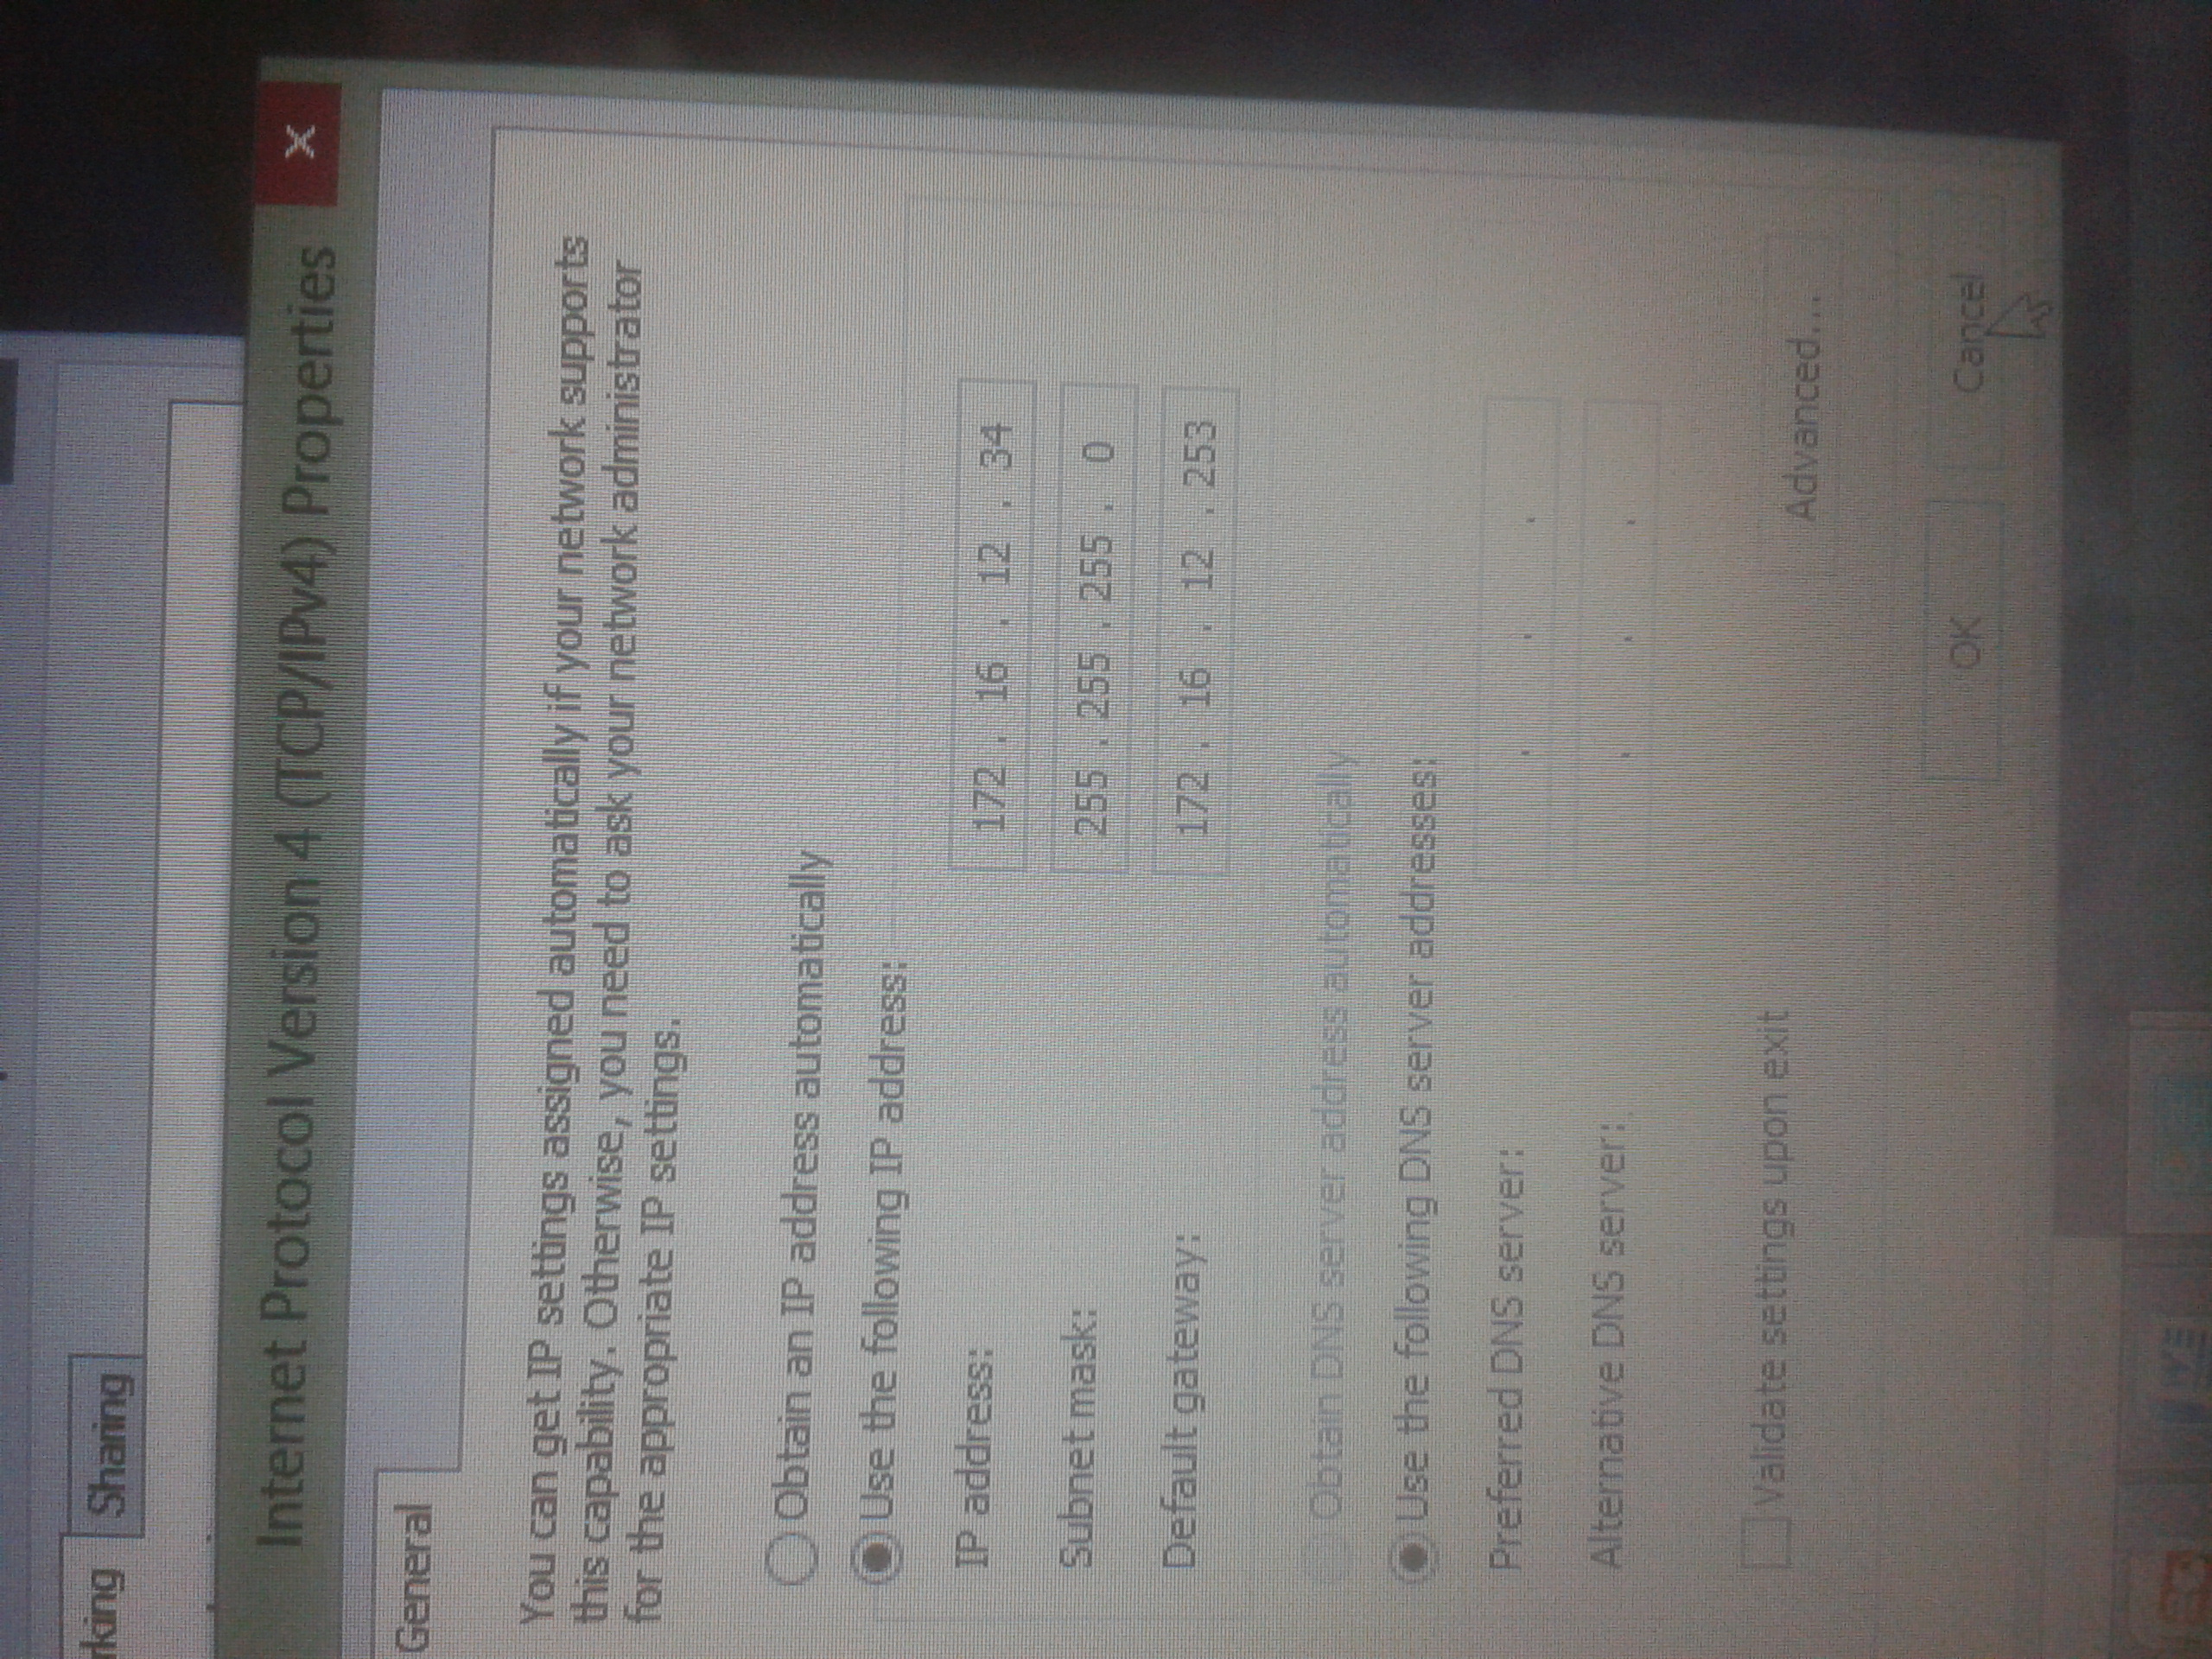 rking Sharing
Internet Protocol Version 4 (TCP/IPv4) Properties
X
General
You can get IP settings assigned automatically if your network supports
this capability. Otherwise, you need to ask your network administrator
for the appropriate IP settings.
Obtain an IP address automatically
Use the following IP address:
IP address: 172 . 16 . 12 . 34
Subnet mask: 255 . 255 . 255 . 0
Default gateway: 172 . 16 . 12 . 253
Obtain DNS server address automatically
Use the following DNS server addresses:
Preferred DNS server: . . .
Alternative DNS server: . . .
Validate settings upon exit
Advanced...
OK Cancel